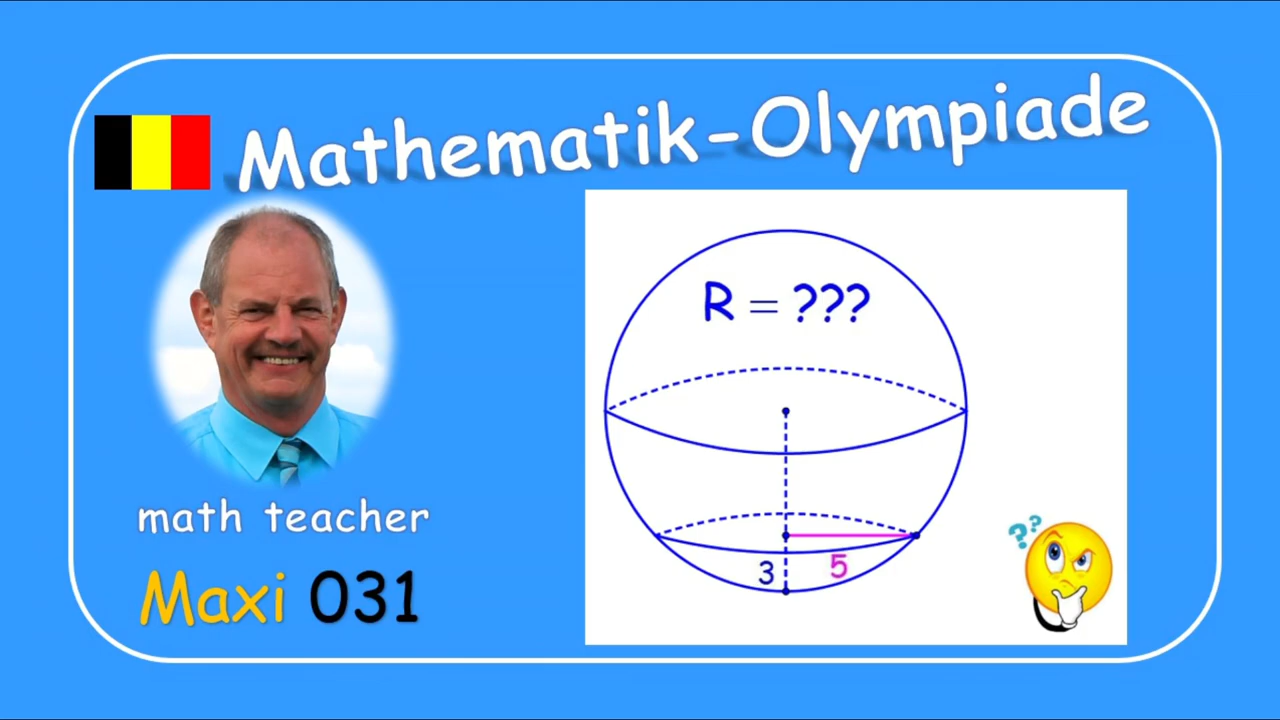 Mathematik-Olympiade
R = ???
3
5
??
math teacher
Maxi 031